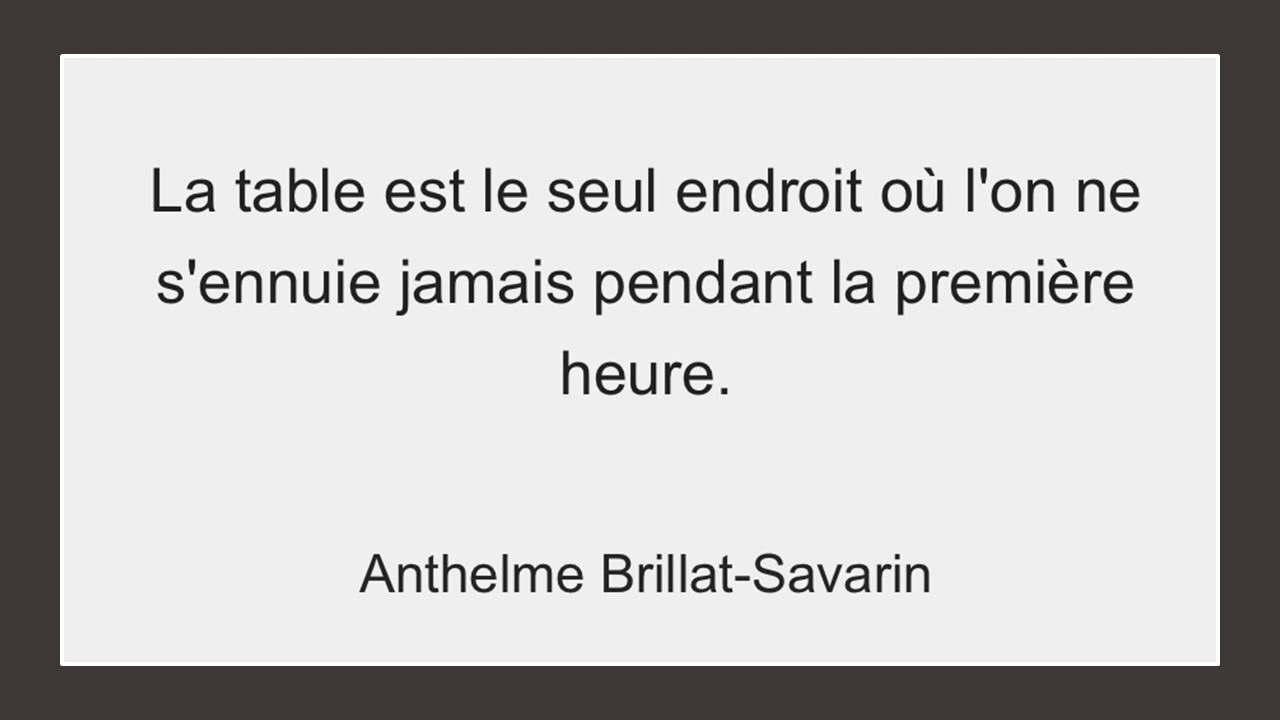 La table est le seul endroit où l'on ne
s'ennuie jamais pendant la première
heure.
Anthelme Brillat-Savarin